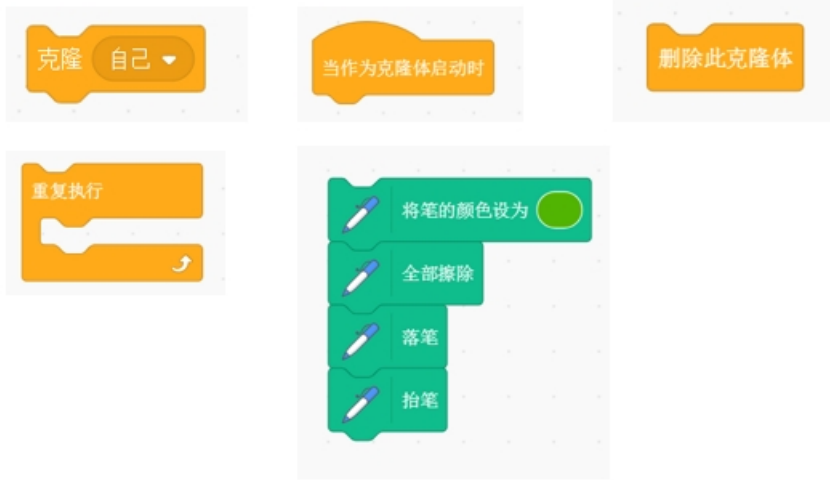 克隆 自己
当作为克隆体启动时
删除此克隆体
重复执行
将笔的颜色设为
全部擦除
落笔
抬笔